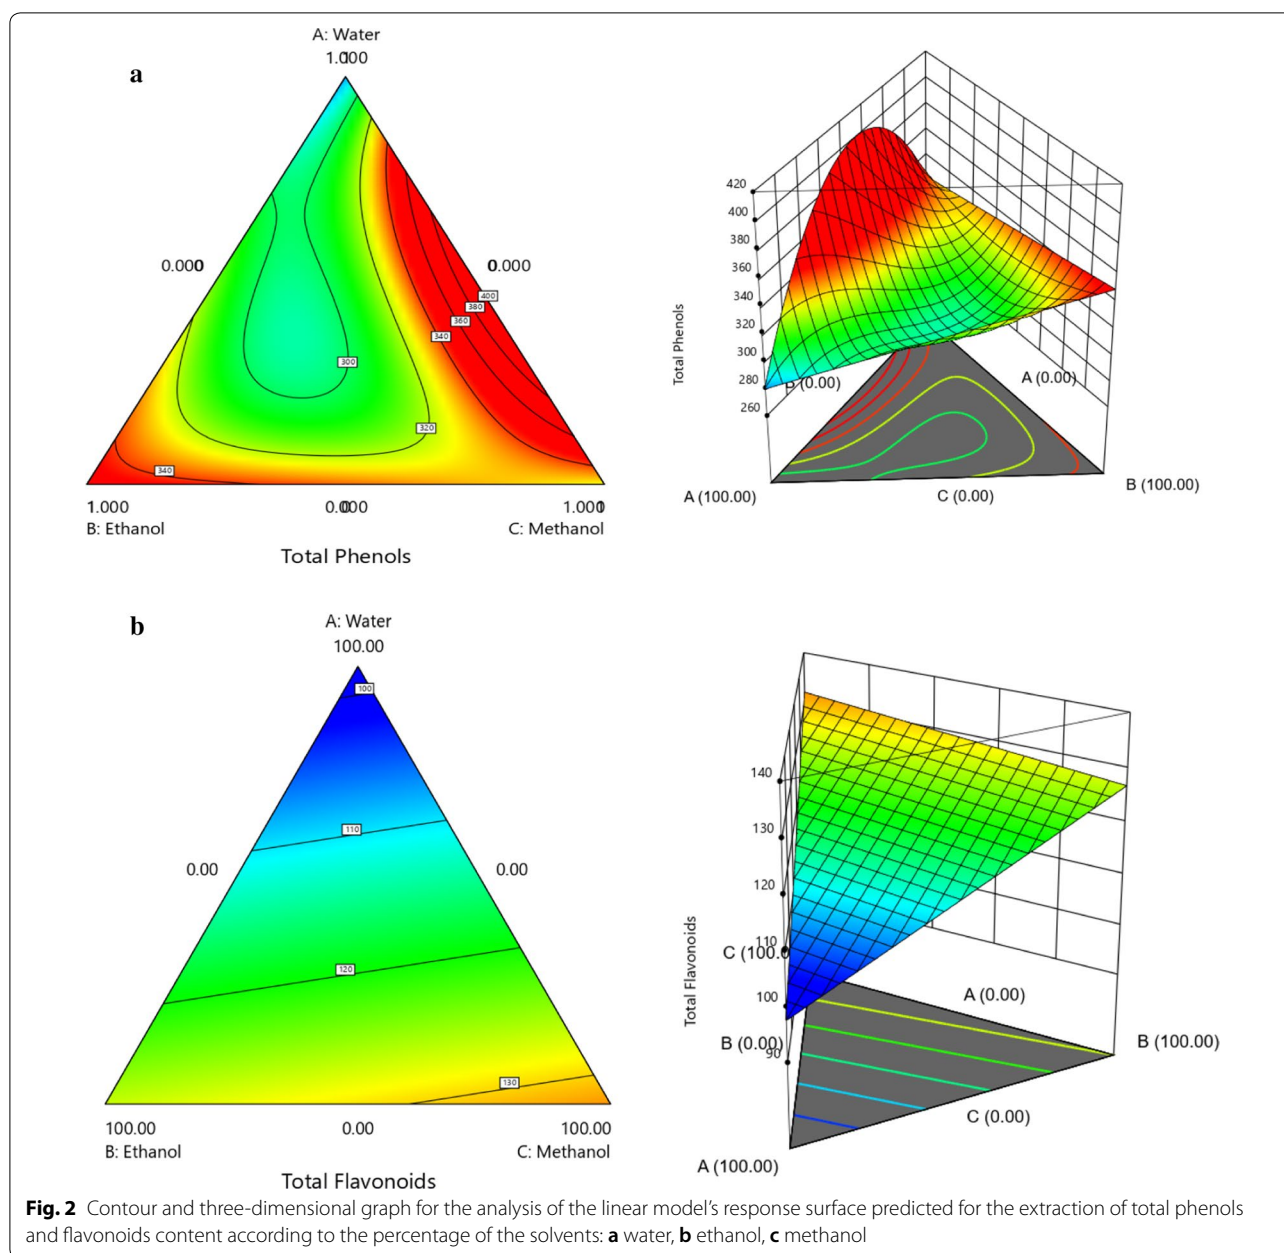 a
A: Water
1.000
0.000
0.000
400
380
360
340
300
320
340
1.000
0.000
1.000
B: Ethanol
C: Methanol
Total Phenols
420
400
380
360
340
320
300
280
260
Total Phenols
B (0.00)
A (0.00)
A (100.00)
C (0.00)
B (100.00)
b
A: Water
100.00
100
110
0.00
0.00
120
130
100.00
0.00
100.00
B: Ethanol
C: Methanol
Total Flavonoids
140
130
120
110
100
90
Total Flavonoids
C (100.0
A (0.00)
B (0.00)
B (100.00)
C (0.00)
A (100.00)
Fig. 2 Contour and three-dimensional graph for the analysis of the linear model's response surface predicted for the extraction of total phenols
and flavonoids content according to the percentage of the solvents: a water, b ethanol, c methanol